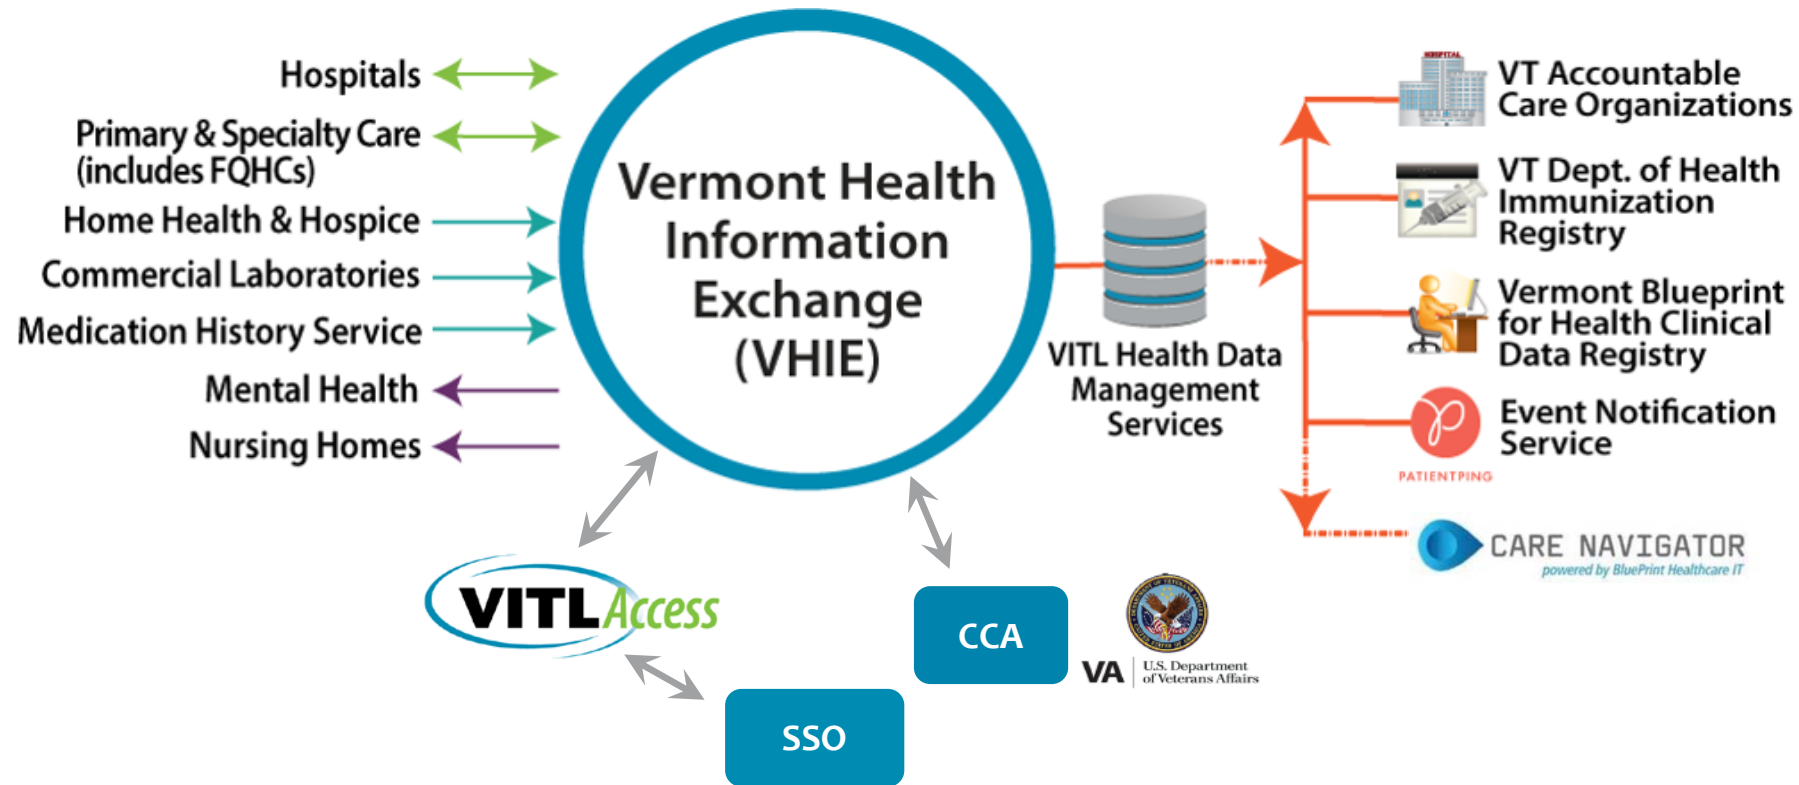 Hospitals
Primary & Specialty Care
(includes FQHCs)
Home Health & Hospice
Commercial Laboratories
Medication History Service
Mental Health
Nursing Homes
Vermont Health
Information
Exchange
(VHIE)
VITL Health Data
Management
Services
HOSPITAL
VT Accountable
Care Organizations
VT Dept. of Health
Immunization
Registry
Vermont Blueprint
for Health Clinical
Data Registry
Event Notification
Service
PATIENTPING
CARE NAVIGATOR
powered by BluePrint Healthcare IT
VITLAccess
SSO
CCA
VA
U.S. Department
of Veterans Affairs